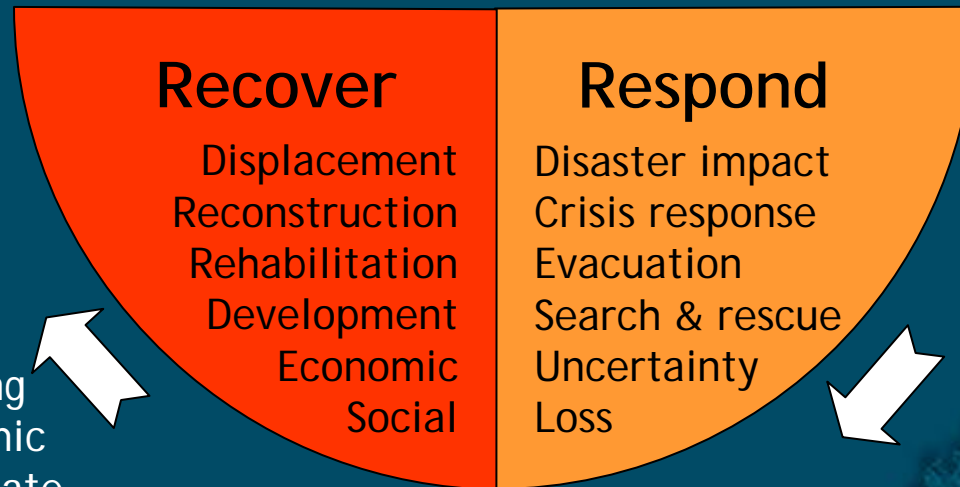 Recover
Displacement
Reconstruction
Rehabilitation
Development
Economic
Social
Respond
Disaster impact
Crisis response
Evacuation
Search & rescue
Uncertainty
Loss